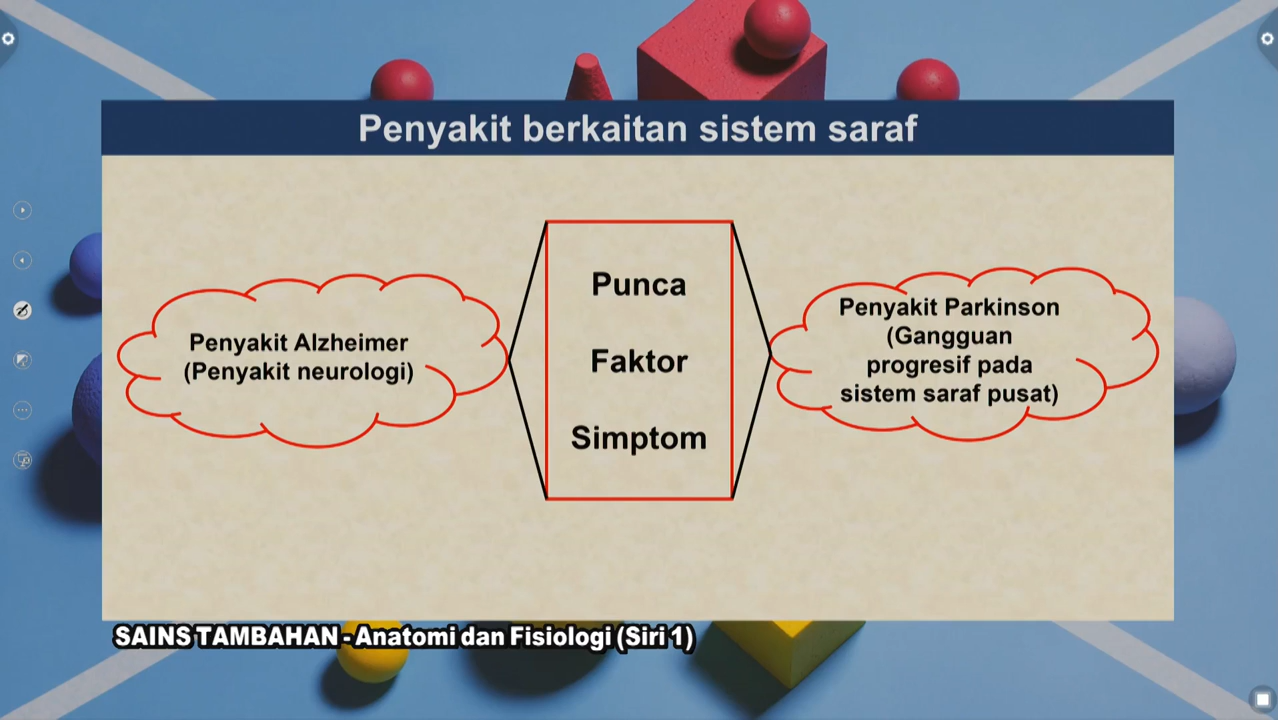 Penyakit berkaitan sistem saraf
Penyakit Alzheimer
(Penyakit neurologi)
Punca
Faktor
Simptom
Penyakit Parkinson
(Gangguan
progresif pada
sistem saraf pusat)
SAINS TAMBAHAN - Anatomi dan Fisiologi (Siri 1)